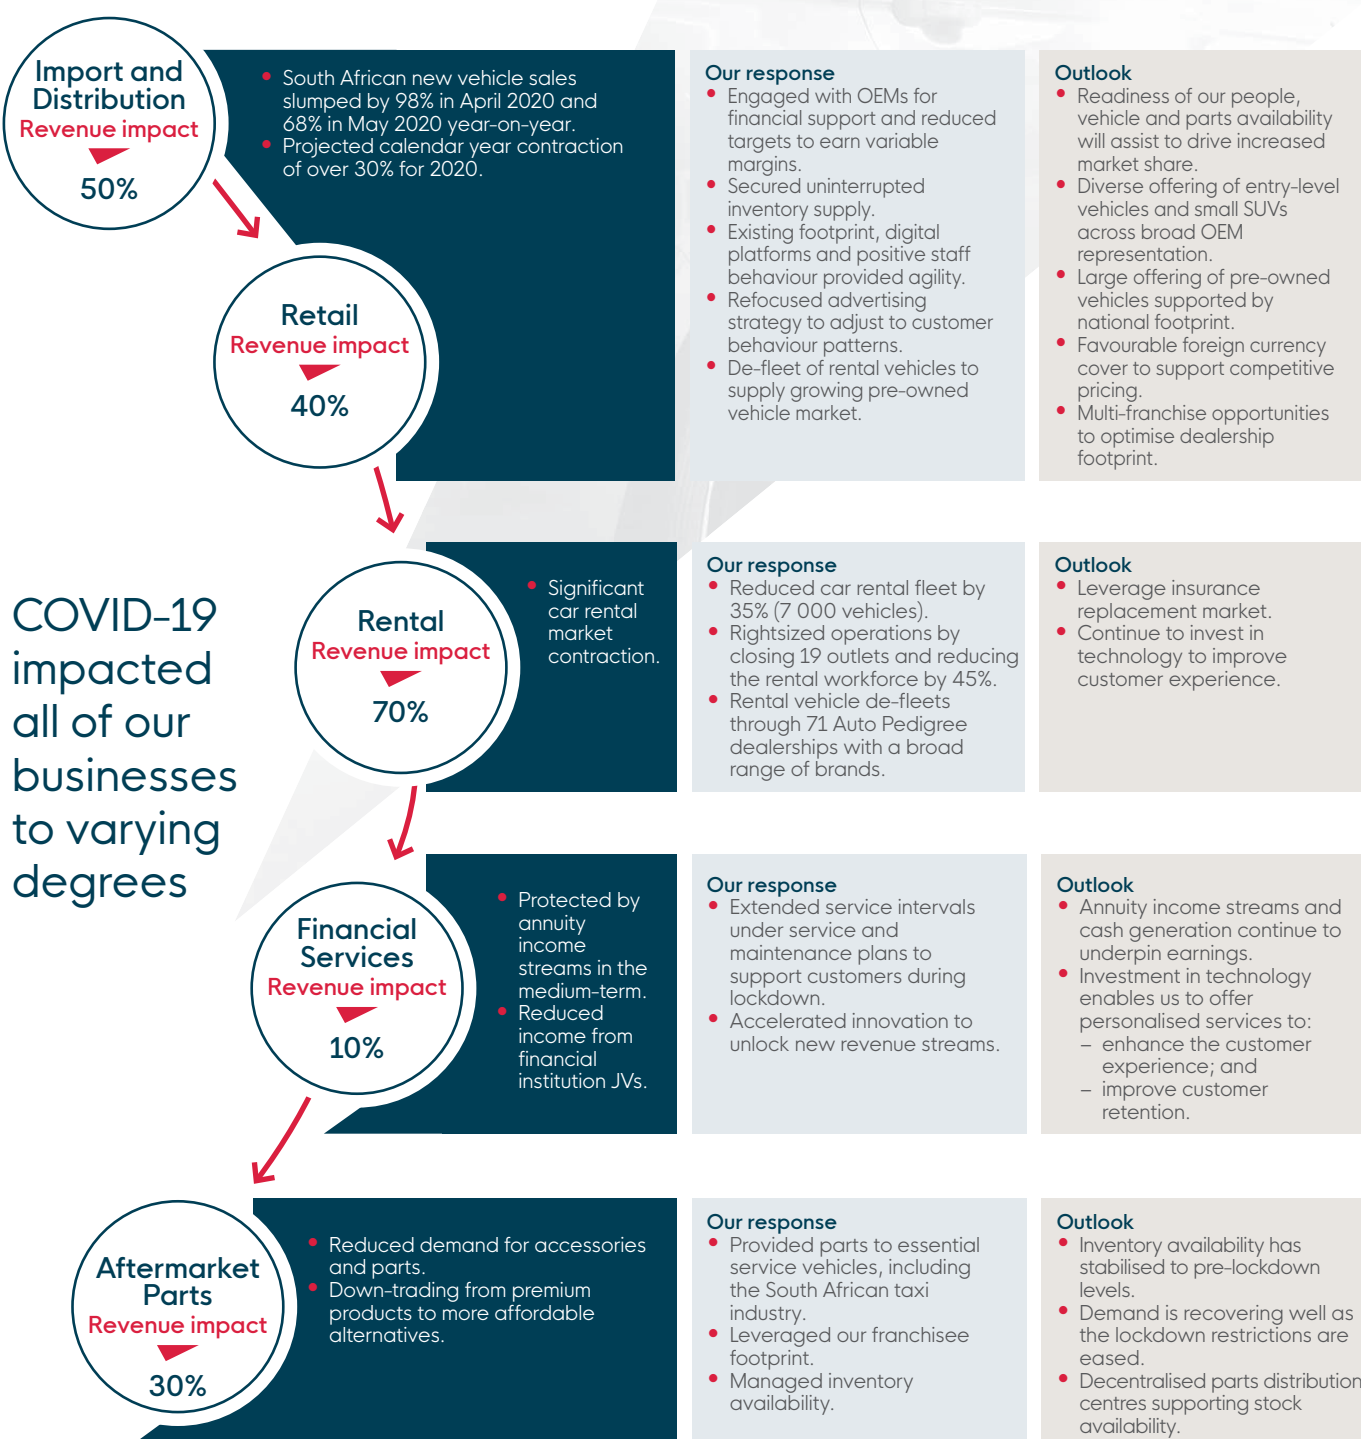 COVID-19
impacted
all of our
businesses
to varying
degrees
Import and
Distribution
Revenue impact
50%
Retail
Revenue impact
40%
• South African new vehicle sales
slumped by 98% in April 2020 and
68% in May 2020 year-on-year.
• Projected calendar year contraction
of over 30% for 2020.
Our response
• Engaged with OEMs for
financial support and reduced
targets to earn variable
margins.
• Secured uninterrupted
inventory supply.
• Existing footprint, digital
platforms and positive staff
behaviour provided agility.
• Refocused advertising
strategy to adjust to customer
behaviour patterns.
• De-fleet of rental vehicles to
supply growing pre-owned
vehicle market.
Outlook
• Readiness of our people,
vehicle and parts availability
will assist to drive increased
market share.
• Diverse offering of entry-level
vehicles and small SUVs
across broad OEM
representation.
• Large offering of pre-owned
vehicles supported by
national footprint.
• Favourable foreign currency
cover to support competitive
pricing.
• Multi-franchise opportunities
to optimise dealership
footprint.
Rental
Revenue impact
70%
• Significant
car rental
market
contraction.
Our response
• Reduced car rental fleet by
35% (7 000 vehicles).
• Rightsized operations by
closing 19 outlets and reducing
the rental workforce by 45%.
• Rental vehicle de-fleets
through 71 Auto Pedigree
dealerships with a broad
range of brands.
Outlook
• Leverage insurance
replacement market.
• Continue to invest in
technology to improve
customer experience.
Financial
Services
Revenue impact
10%
• Protected by
annuity
income
streams in the
medium-term.
• Reduced
income from
financial
institution JVs.
Our response
• Extended service intervals
under service and
maintenance plans to
support customers during
lockdown.
• Accelerated innovation to
unlock new revenue streams.
Outlook
• Annuity income streams and
cash generation continue to
underpin earnings.
• Investment in technology
enables us to offer
personalised services to:
– enhance the customer
experience; and
– improve customer
retention.
Aftermarket
Parts
Revenue impact
30%
• Reduced demand for accessories
and parts.
• Down-trading from premium
products to more affordable
alternatives.
Our response
• Provided parts to essential
service vehicles, including
the South African taxi
industry.
• Leveraged our franchisee
footprint.
• Managed inventory
availability.
Outlook
• Inventory availability has
stabilised to pre-lockdown
levels.
• Demand is recovering well as
the lockdown restrictions are
eased.
• Decentralised parts distribution
centres supporting stock
availability.